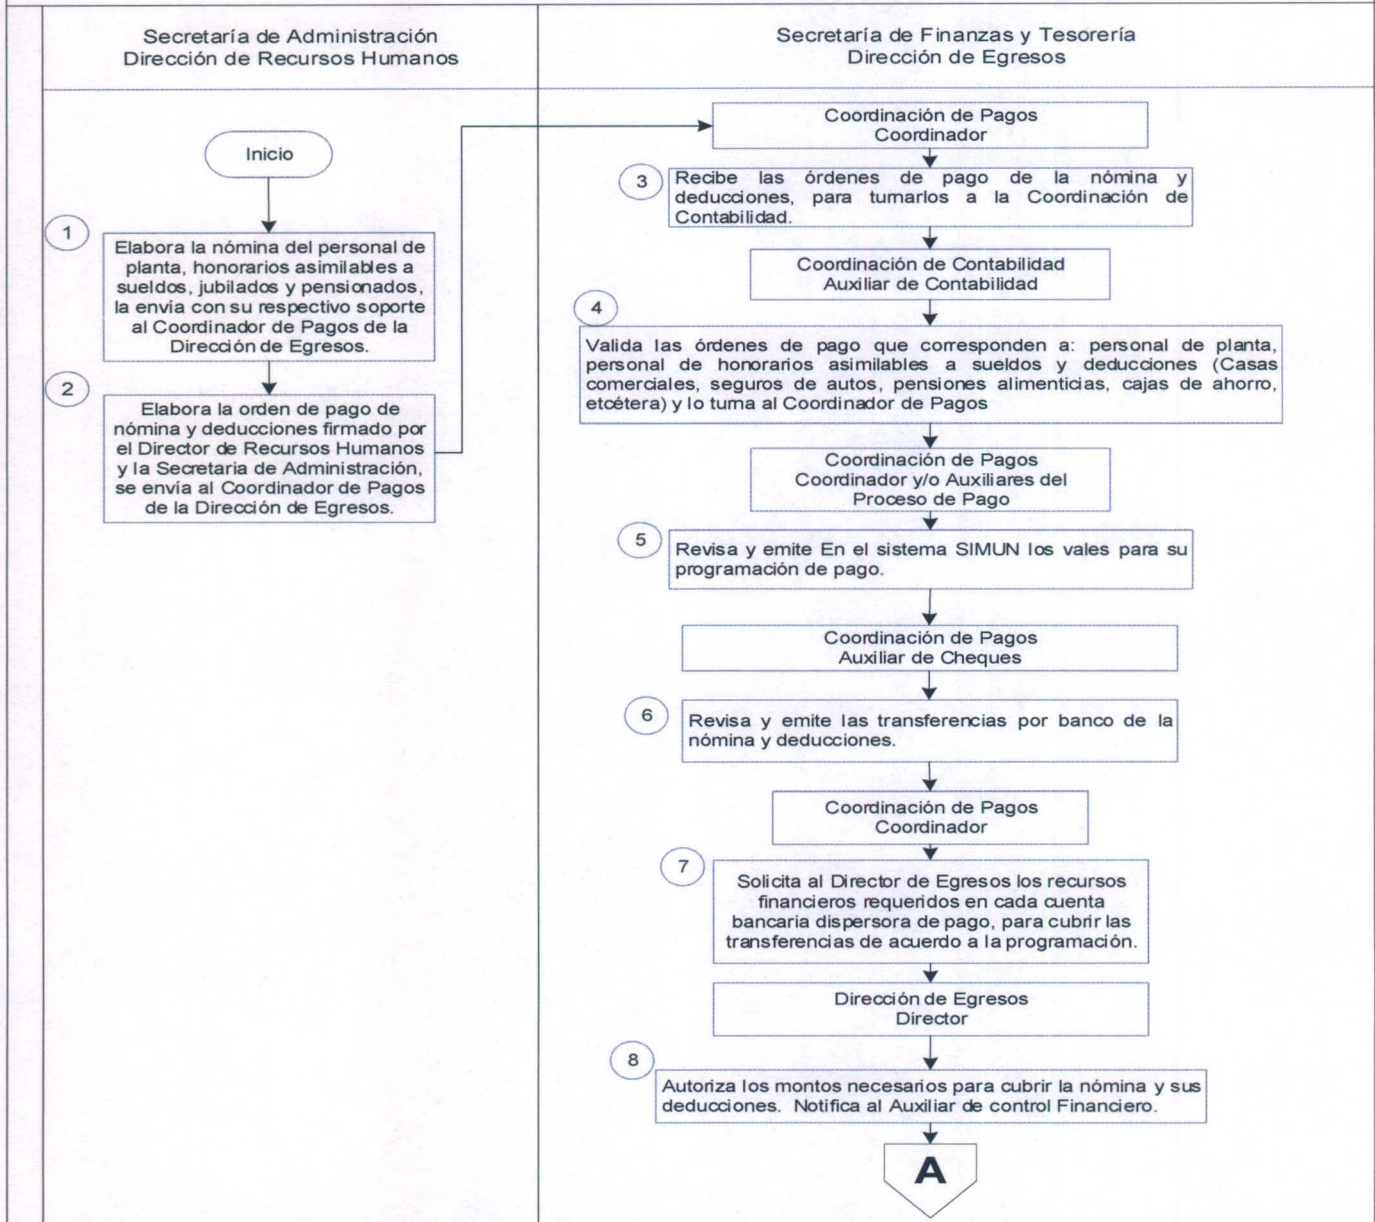 Secretaría de Administración
Dirección de Recursos Humanos
Secretaría de Finanzas y Tesorería
Dirección de Egresos
Inicio
1
Elabora la nómina del personal de
planta, honorarios asimilables a
sueldos, jubilados y pensionados,
la envía con su respectivo soporte
al Coordinador de Pagos de la
Dirección de Egresos.
2
Elabora la orden de pago de
nómina y deducciones firmado por
el Director de Recursos Humanos
y la Secretaria de Administración,
se envía al Coordinador de Pagos
de la Dirección de Egresos.
Coordinación de Pagos
Coordinador
3
Recibe las órdenes de pago de la nómina y
deducciones, para turnarlos a la Coordinación de
Contabilidad.
Coordinación de Contabilidad
Auxiliar de Contabilidad
4
Valida las órdenes de pago que corresponden a: personal de planta,
personal de honorarios asimilables a sueldos y deducciones (Casas
comerciales, seguros de autos, pensiones alimenticias, cajas de ahorro,
etcétera) y lo turna al Coordinador de Pagos
Coordinación de Pagos
Coordinador y/o Auxiliares del
Proceso de Pago
5
Revisa y emite En el sistema SIMUN los vales para su
programación de pago.
Coordinación de Pagos
Auxiliar de Cheques
6
Revisa y emite las transferencias por banco de la
nómina y deducciones.
Coordinación de Pagos
Coordinador
7
Solicita al Director de Egresos los recursos
financieros requeridos en cada cuenta
bancaria dispersora de pago, para cubrir las
transferencias de acuerdo a la programación.
Dirección de Egresos
Director
8
Autoriza los montos necesarios para cubrir la nómina y sus
deducciones. Notifica al Auxiliar de control Financiero.
A